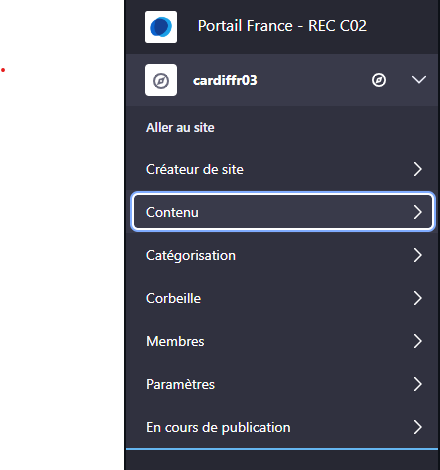 Portail France - REC C02
cardiffr03
Aller au site
Créateur de site
Contenu
Catégorisation
Corbeille
Membres
Paramètres
En cours de publication